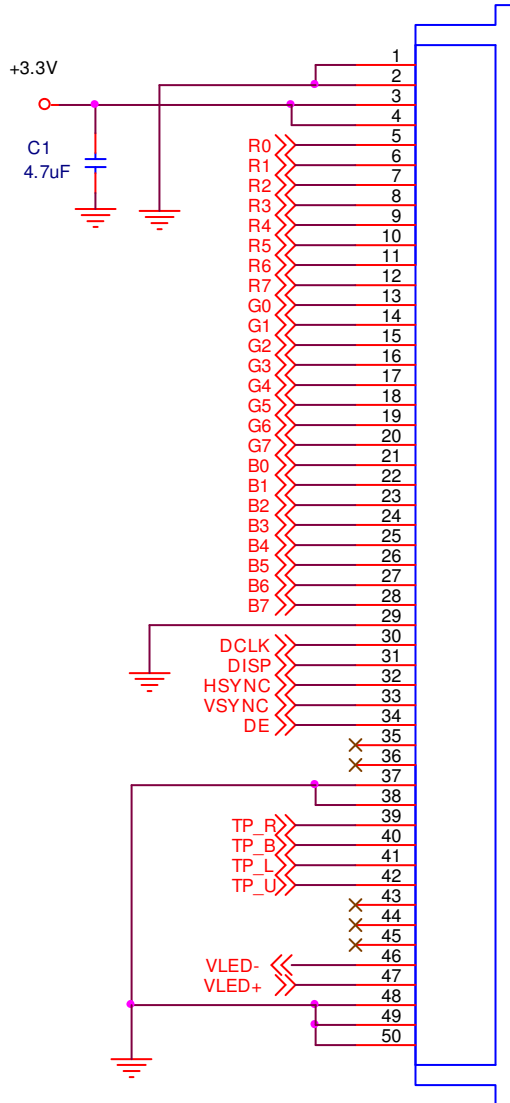 +3.3V
C1
4.7uF
1
2
3
4
R0 5
R1 6
R2 7
R3 8
R4 9
R5 10
R6 11
R7 12
G0 13
G1 14
G2 15
G3 16
G4 17
G5 18
G6 19
G7 20
B0 21
B1 22
B2 23
B3 24
B4 25
B5 26
B6 27
B7 28
29
DCLK 30
DISP 31
HSYNC 32
VSYNC 33
DE 34
35
36
37
38
TP_R 39
TP_B 40
TP_L 41
TP_U 42
43
44
45
VLED- 46
VLED+ 47
48
49
50